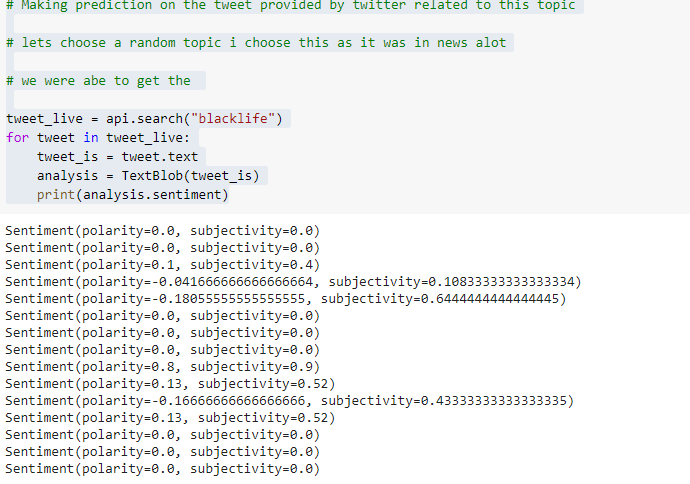 # Making prediction on the tweet provided by twitter related to this topic
# lets choose a random topic i choose this as it was in news alot
# we were abe to get the
tweet_live = api.search("blacklife")
for tweet in tweet_live:
    tweet_is = tweet.text
    analysis = TextBlob(tweet_is)
    print(analysis.sentiment)
Sentiment(polarity=0.0, subjectivity=0.0)
Sentiment(polarity=0.0, subjectivity=0.0)
Sentiment(polarity=0.1, subjectivity=0.4)
Sentiment(polarity=-0.041666666666666664, subjectivity=0.10833333333333334)
Sentiment(polarity=-0.18055555555555555, subjectivity=0.6444444444444445)
Sentiment(polarity=0.0, subjectivity=0.0)
Sentiment(polarity=0.0, subjectivity=0.0)
Sentiment(polarity=0.0, subjectivity=0.0)
Sentiment(polarity=0.8, subjectivity=0.9)
Sentiment(polarity=0.13, subjectivity=0.52)
Sentiment(polarity=-0.16666666666666666, subjectivity=0.43333333333333335)
Sentiment(polarity=0.13, subjectivity=0.52)
Sentiment(polarity=0.0, subjectivity=0.0)
Sentiment(polarity=0.0, subjectivity=0.0)
Sentiment(polarity=0.0, subjectivity=0.0)